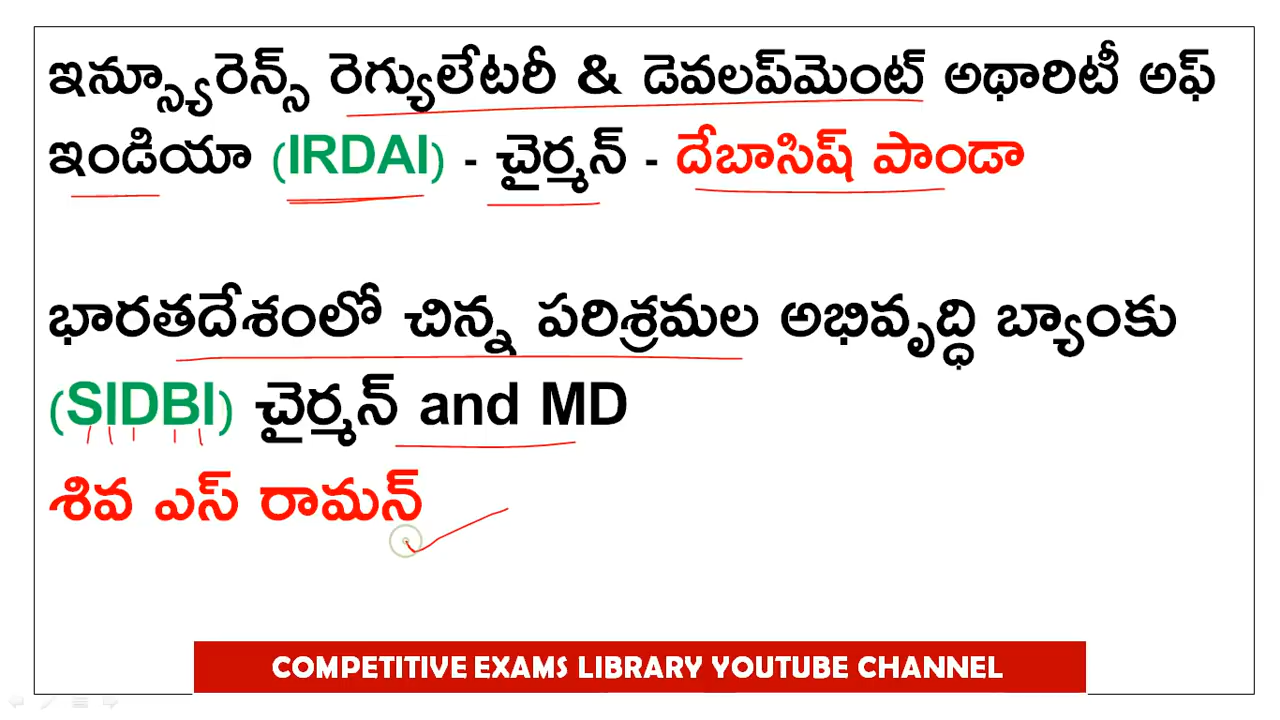 ఇన్స్యూరెన్స్ రెగ్యులేటరీ & డెవలప్‌మెంట్ అథారిటీ అఫ్
ఇండియా (IRDAI) - చైర్మన్ - దేబాసిష్ పాండా
భారతదేశంలో చిన్న పరిశ్రమల అభివృద్ధి బ్యాంకు
(SIDBI) చైర్మన్ and MD
శివ ఎస్ రామన్
COMPETITIVE EXAMS LIBRARY YOUTUBE CHANNEL